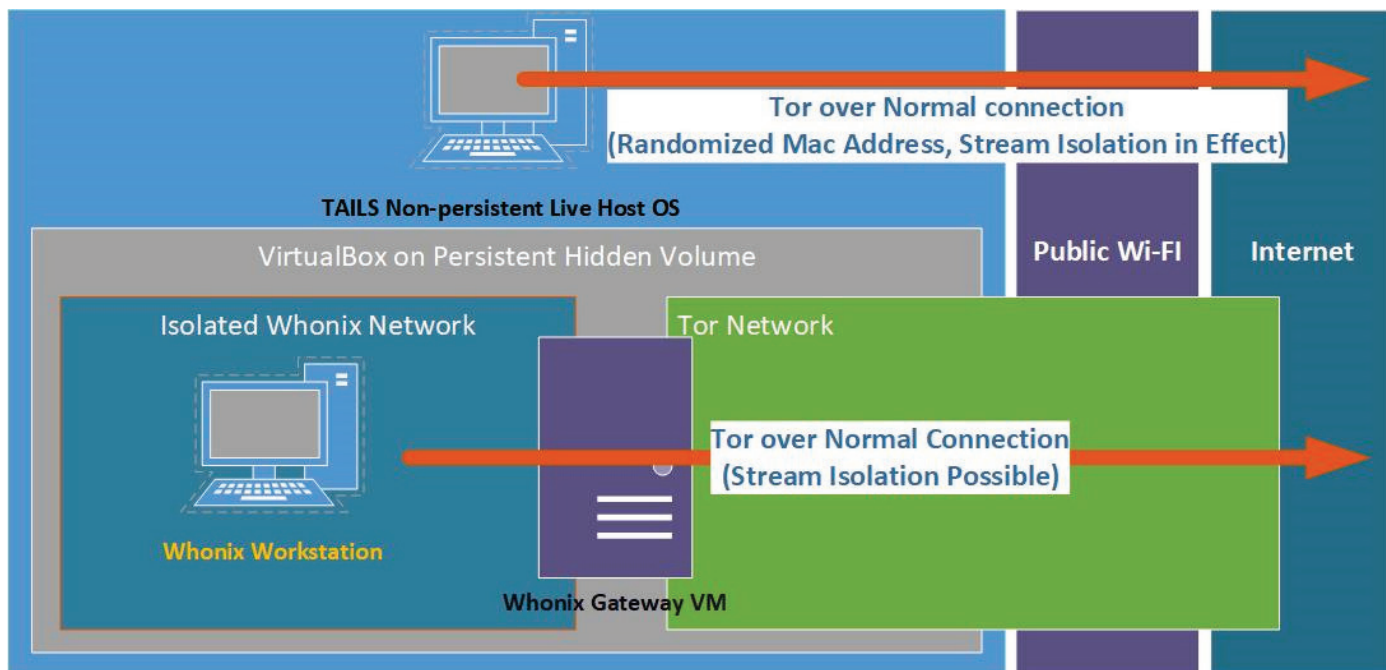 Tor over Normal connection
(Randomized Mac Address, Stream Isolation in Effect)
TAILS Non-persistent Live Host OS
VirtualBox on Persistent Hidden Volume
Public Wi-FI
Internet
Isolated Whonix Network
Tor Network
Tor over Normal Connection
(Stream Isolation Possible)
Whonix Workstation
Whonix Gateway VM